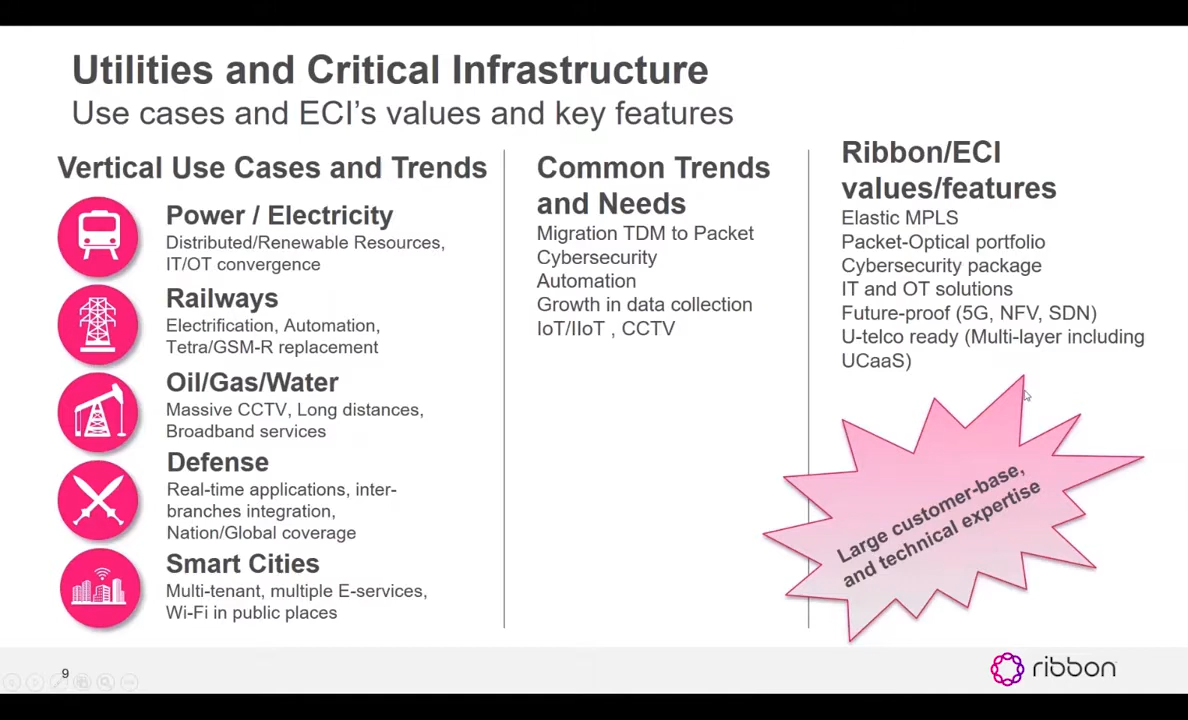 Utilities and Critical Infrastructure
Use cases and ECI's values and key features
Vertical Use Cases and Trends
Power / Electricity
Distributed/Renewable Resources,
IT/OT convergence
Railways
Electrification, Automation,
Tetra/GSM-R replacement
Oil/Gas/Water
Massive CCTV, Long distances,
Broadband services
Defense
Real-time applications, inter-
branches integration,
Nation/Global coverage
Smart Cities
Multi-tenant, multiple E-services,
Wi-Fi in public places
Common Trends
and Needs
Migration TDM to Packet
Cybersecurity
Automation
Growth in data collection
IoT/IIoT , CCTV
Ribbon/ECI
values/features
Elastic MPLS
Packet-Optical portfolio
Cybersecurity package
IT and OT solutions
Future-proof (5G, NFV, SDN)
U-telco ready (Multi-layer including
UCaaS)
Large customer-base,
and technical expertise
9
ribbon